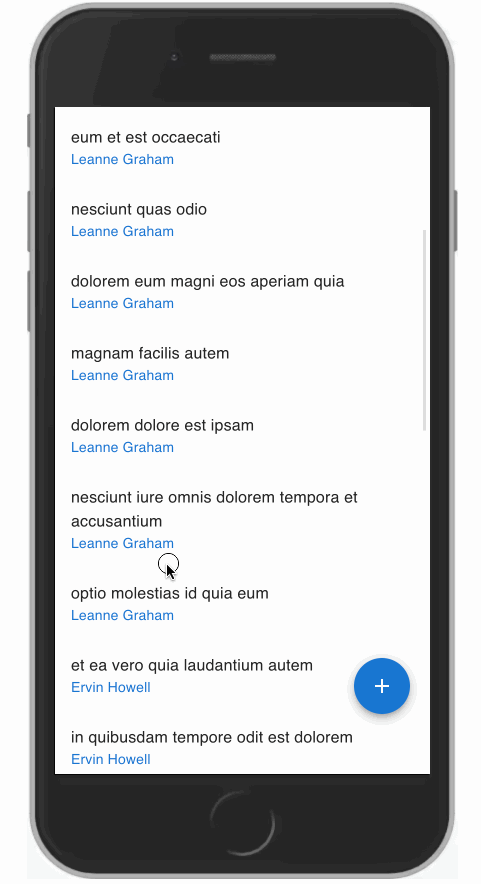 eum et est occaecati
Leanne Graham
nesciunt quas odio
Leanne Graham
dolorem eum magni eos aperiam quia
Leanne Graham
magnam facilis autem
Leanne Graham
dolorem dolore est ipsam
Leanne Graham
nesciunt iure omnis dolorem tempora et
accusantium
Leanne Graham
optio molestias id quia eum
Leanne Graham
et ea vero quia laudantium autem
Ervin Howell
+
in quibusdam tempore odit est dolorem
Ervin Howell